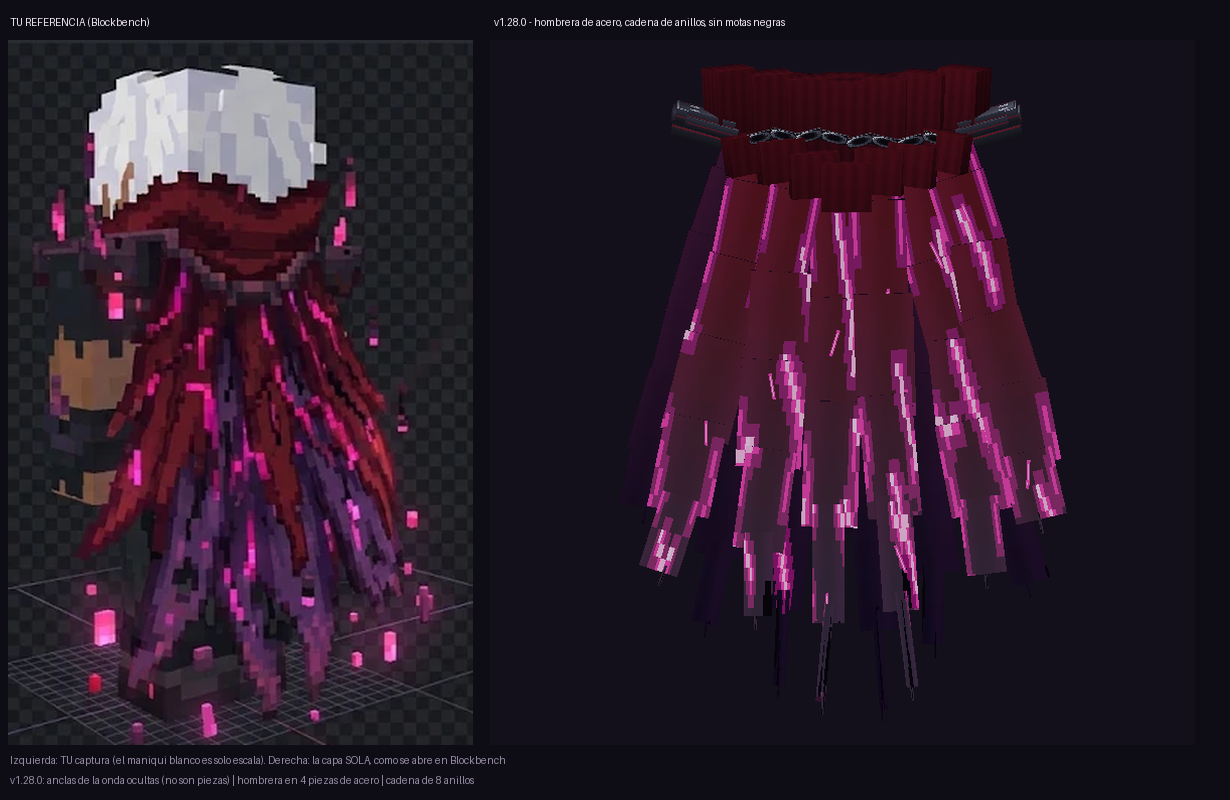 TU REFERENCIA (Blockbench)
v1.28.0 - hombrera de acero, cadena de anillos, sin motas negras
Izquierda: TU captura (el maniqui blanco es solo escala). Derecha: la capa SOLA, como se abre en Blockbench
v1.28.0: anclas de la onda ocultas (no son piezas) | hombrera en 4 piezas de acero | cadena de 8 anillos